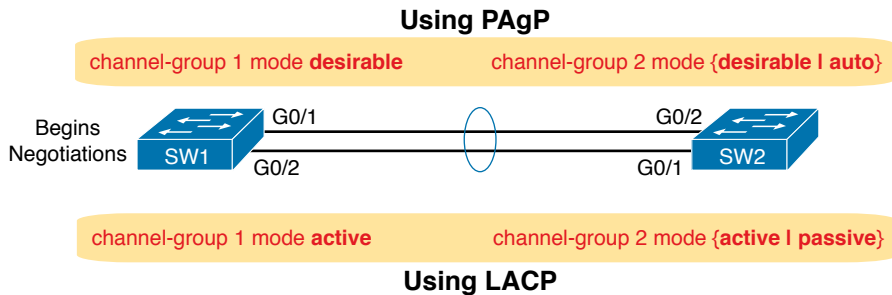 Using PAgP
channel-group 1 mode desirable
channel-group 2 mode {desirable | auto}
Begins
Negotiations
SW1
G0/1
G0/2
G0/2
G0/1
SW2
channel-group 1 mode active
channel-group 2 mode {active | passive}
Using LACP